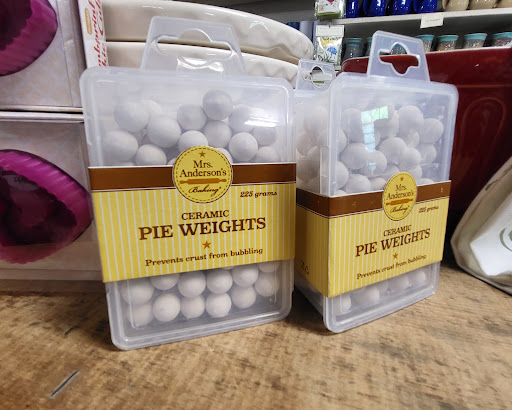 Mrs.
Anderson's
Baking®
225 grams
CERAMIC
PIE WEIGHTS
Prevents crust from bubbling
Mrs.
Anderson's
Baking
225 grams
CERAMIC
PIE WEIGHTS
Prevents crust from bubbling